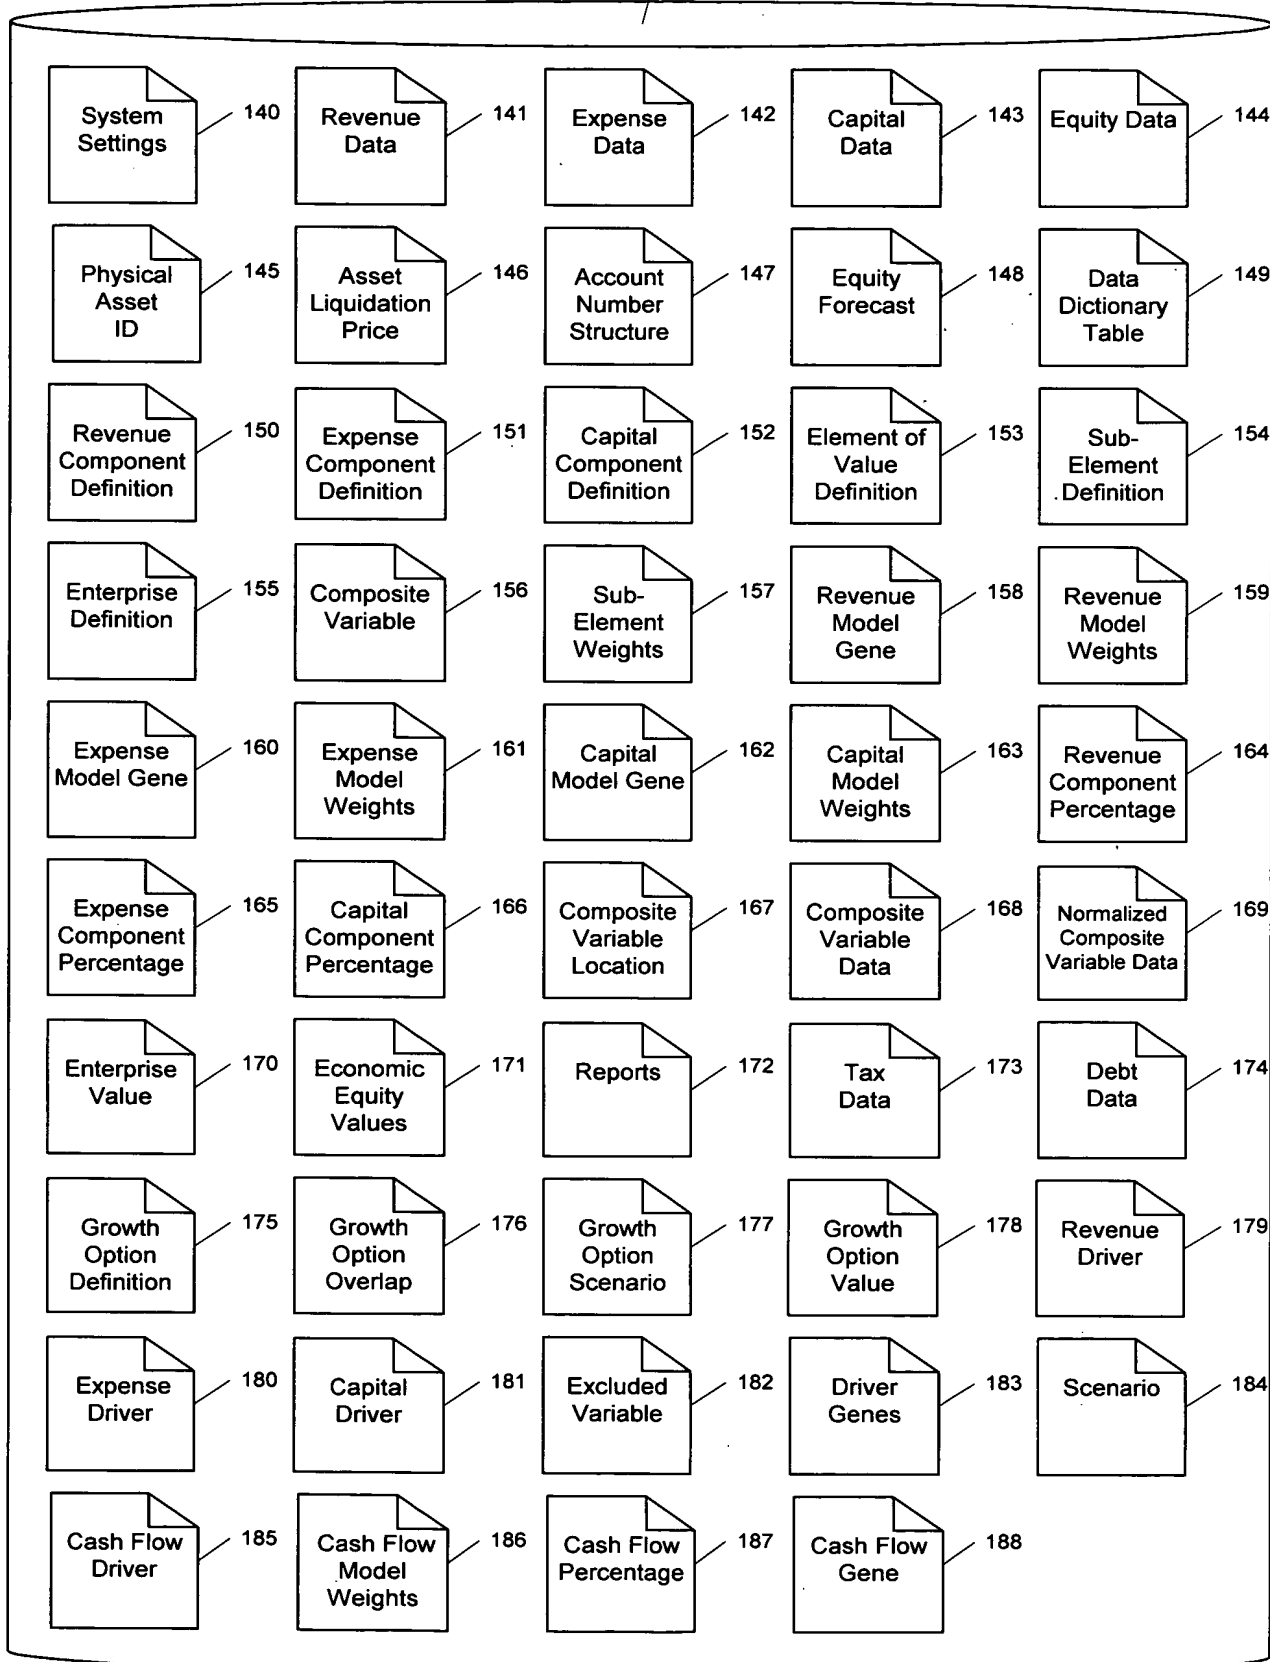 System
Settings
140
Revenue
Data
141
Expense
Data
142
Capital
Data
143
Equity Data
144
Physical
Asset
ID
145
Asset
Liquidation
Price
146
Account
Number
Structure
147
Equity
Forecast
148
Data
Dictionary
Table
149
Revenue
Component
Definition
150
Expense
Component
Definition
151
Capital
Component
Definition
152
Element of
Value
Definition
153
Sub-
Element
Definition
154
Enterprise
Definition
155
Composite
Variable
156
Sub-
Element
Weights
157
Revenue
Model
Gene
158
Revenue
Model
Weights
159
Expense
Model Gene
160
Expense
Model
Weights
161
Capital
Model Gene
162
Capital
Model
Weights
163
Revenue
Component
Percentage
164
Expense
Component
Percentage
165
Capital
Component
Percentage
166
Composite
Variable
Location
167
Composite
Variable
Data
168
Normalized
Composite
Variable Data
169
Enterprise
Value
170
Economic
Equity
Values
171
Reports
172
Tax
Data
173
Debt
Data
174
Growth
Option
Definition
175
Growth
Option
Overlap
176
Growth
Option
Scenario
177
Growth
Option
Value
178
Revenue
Driver
179
Expense
Driver
180
Capital
Driver
181
Excluded
Variable
182
Driver
Genes
183
Scenario
184
Cash Flow
Driver
185
Cash Flow
Model
Weights
186
Cash Flow
Percentage
187
Cash Flow
Gene
188